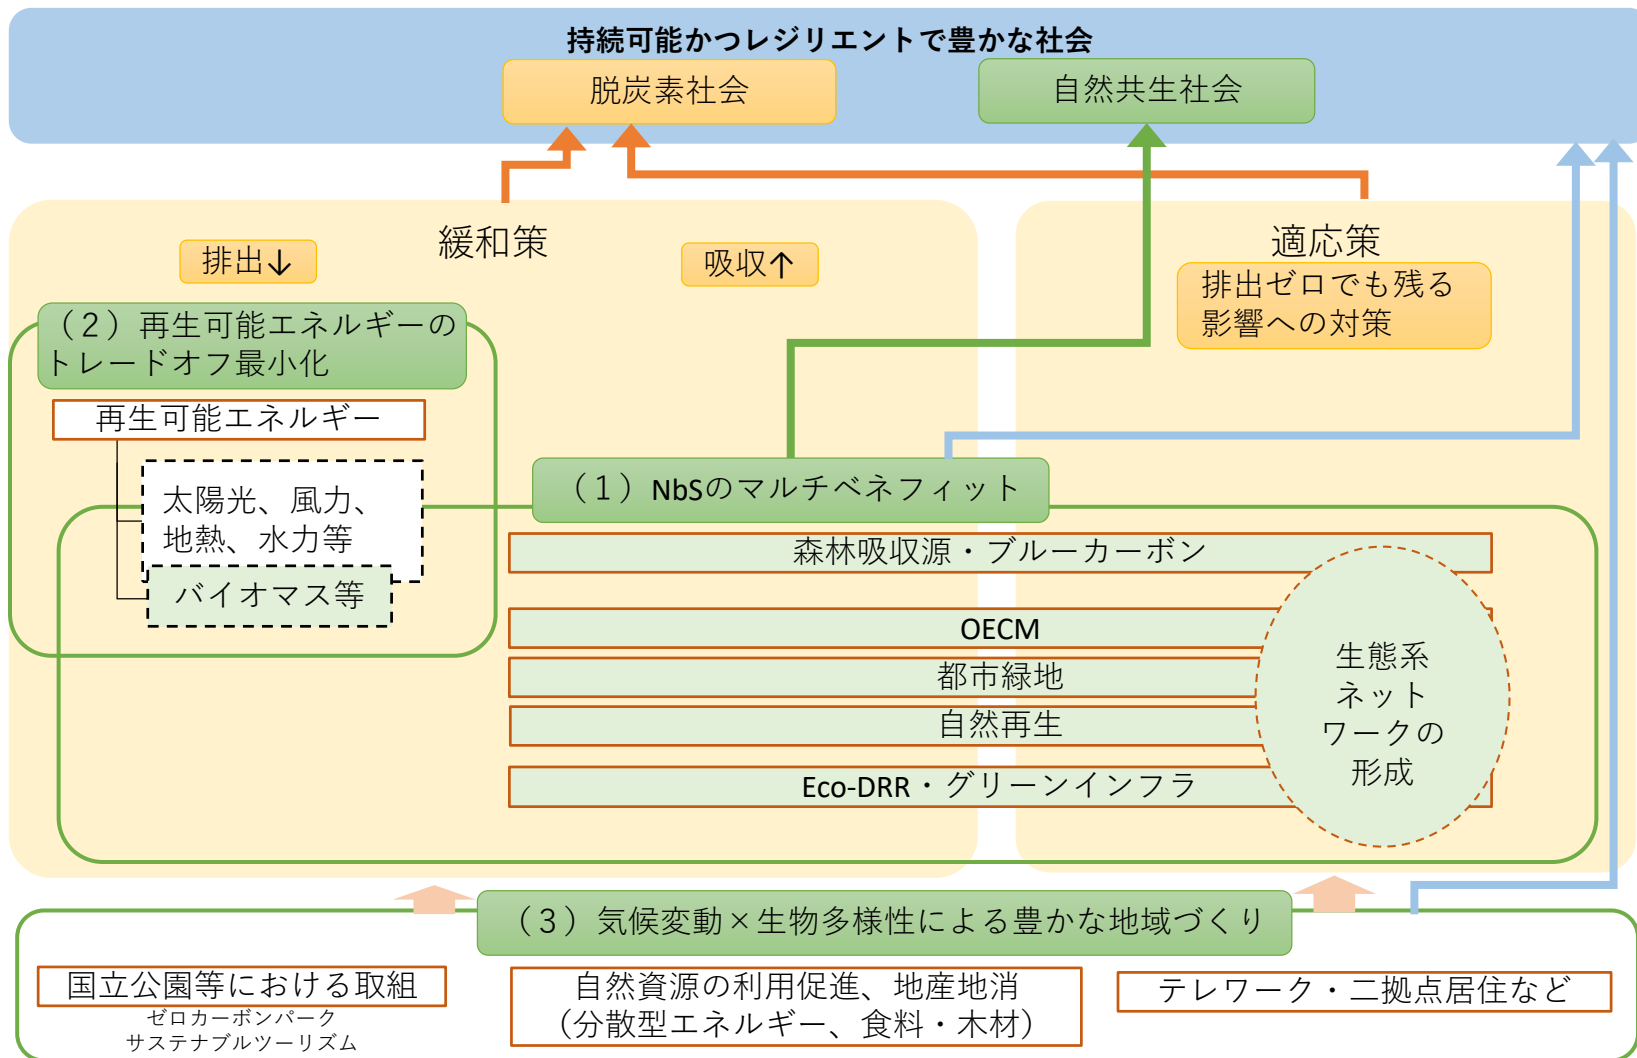 持続可能かつレジリエントで豊かな社会
脱炭素社会
自然共生社会
緩和策
適応策
排出↓
吸収↑
排出ゼロでも残る
影響への対策
（２）再生可能エネルギーの
トレードオフ最小化
再生可能エネルギー
太陽光、風力、
地熱、水力等
バイオマス等
（１）NbSのマルチベネフィット
森林吸収源・ブルーカーボン
OECM
都市緑地
自然再生
Eco-DRR・グリーンインフラ
生態系
ネット
ワークの
形成
（３）気候変動×生物多様性による豊かな地域づくり
国立公園等における取組
ゼロカーボンパーク
サステナブルツーリズム
自然資源の利用促進、地産地消
（分散型エネルギー、食料・木材）
テレワーク・二拠点居住など